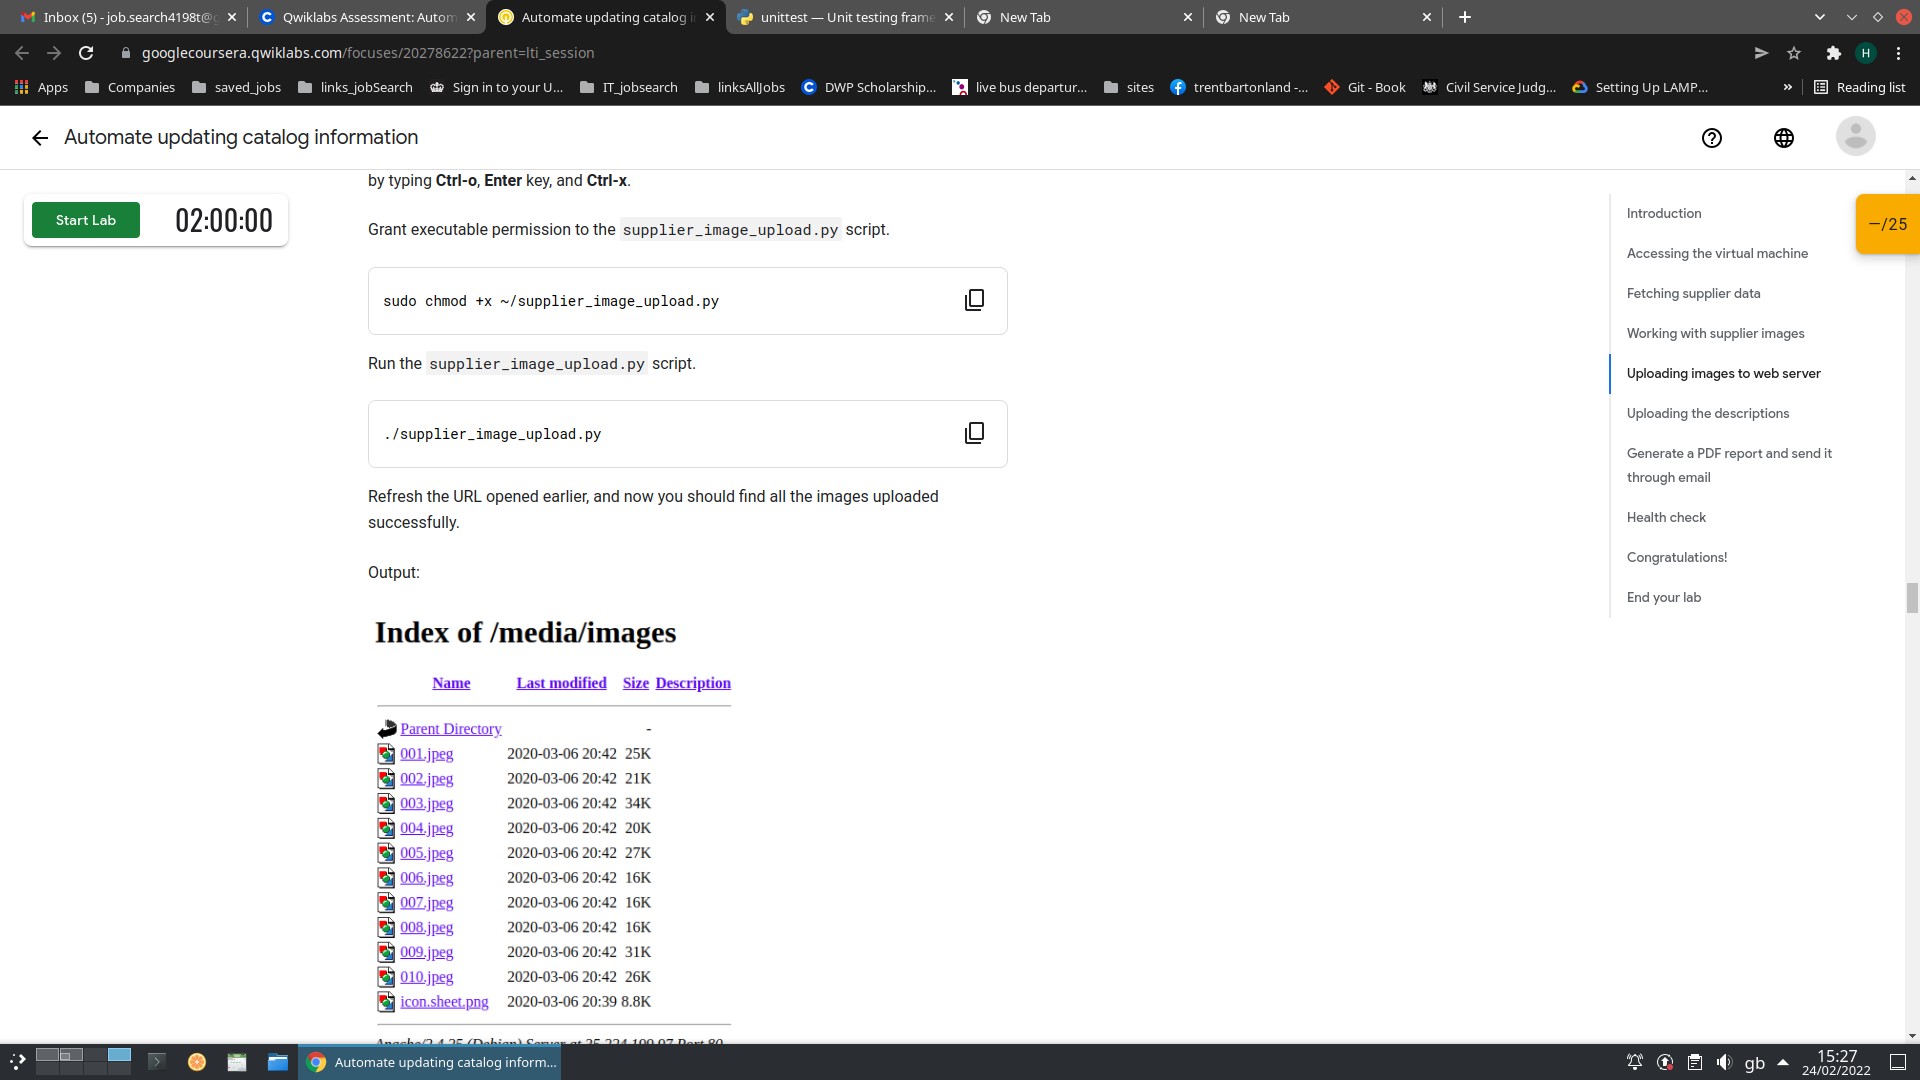 Inbox (5) - job.search4198t@g
Qwiklabs Assessment: Autom
Automate updating catalog i
unittest — Unit testing frame
New Tab
New Tab
googlecoursera.qwiklabs.com/focuses/20278622?parent=lti_session
H
Apps
Companies
saved_jobs
links_jobSearch
Sign in to your U...
IT_jobsearch
linksAllJobs
DWP Scholarship...
live bus departur...
sites
trentbartonland -...
Git - Book
Civil Service Judg...
Setting Up LAMP...
»
Reading list
Automate updating catalog information
Start Lab
02:00:00
by typing Ctrl-o, Enter key, and Ctrl-x.
Grant executable permission to the supplier_image_upload.py script.
sudo chmod +x ~/supplier_image_upload.py
Run the supplier_image_upload.py script.
./supplier_image_upload.py
Refresh the URL opened earlier, and now you should find all the images uploaded
successfully.
Output:
Index of /media/images
Name Last modified Size Description
Parent Directory -
001.jpeg 2020-03-06 20:42 25K
002.jpeg 2020-03-06 20:42 21K
003.jpeg 2020-03-06 20:42 34K
004.jpeg 2020-03-06 20:42 20K
005.jpeg 2020-03-06 20:42 27K
006.jpeg 2020-03-06 20:42 16K
007.jpeg 2020-03-06 20:42 16K
008.jpeg 2020-03-06 20:42 16K
009.jpeg 2020-03-06 20:42 31K
010.jpeg 2020-03-06 20:42 26K
icon.sheet.png 2020-03-06 20:39 8.8K
Apache/2.4.25 (Debian) Server at 35.224.109.97 Port 80
Introduction
Accessing the virtual machine
Fetching supplier data
Working with supplier images
Uploading images to web server
Uploading the descriptions
Generate a PDF report and send it
through email
Health check
Congratulations!
End your lab
—/25
Automate updating catalog inform...
gb
15:27
24/02/2022